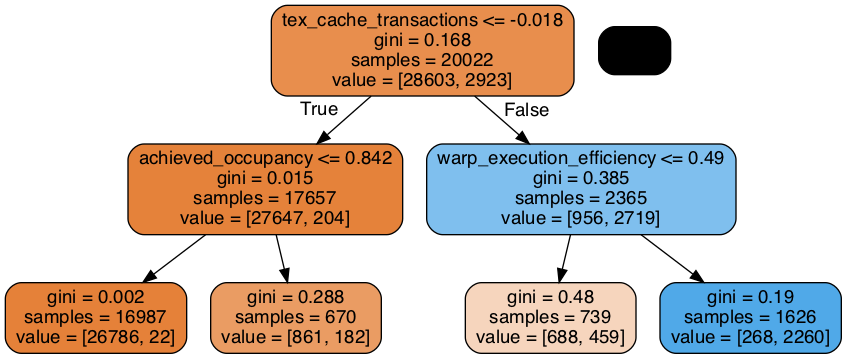 tex_cache_transactions <= -0.018
gini = 0.168
samples = 20022
value = [28603, 2923]
True
False
achieved_occupancy <= 0.842
gini = 0.015
samples = 17657
value = [27647, 204]
warp_execution_efficiency <= 0.49
gini = 0.385
samples = 2365
value = [956, 2719]
gini = 0.002
samples = 16987
value = [26786, 22]
gini = 0.288
samples = 670
value = [861, 182]
gini = 0.48
samples = 739
value = [688, 459]
gini = 0.19
samples = 1626
value = [268, 2260]